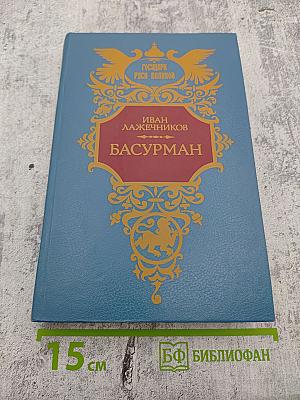 ГОСУДАРИ
РУСИ ВЕЛИКОЙ
ИВАН
ЛАЖЕЧНИКОВ
БАСУРМАН
15 см
БФ БИБЛИОФАН